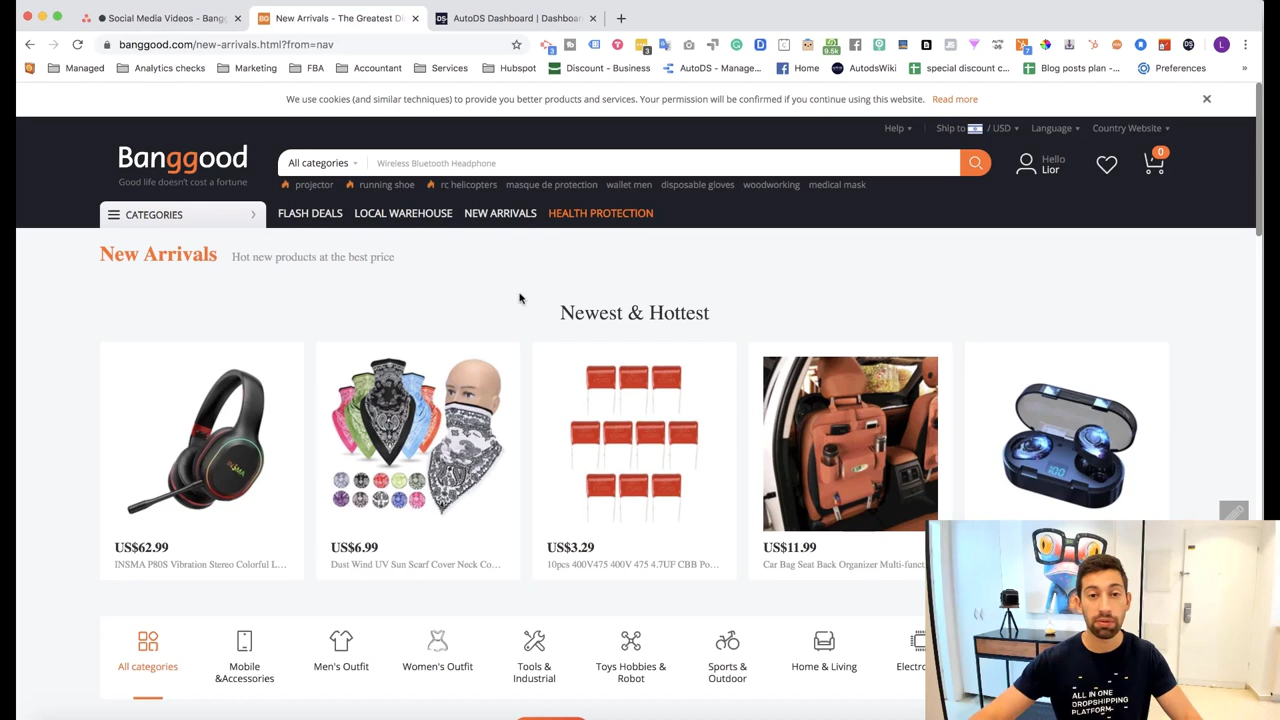 Social Media Videos - Bangg
New Arrivals - The Greatest Di
AutoDS Dashboard | Dashboar
banggood.com/new-arrivals.html?from=nav
Managed
Analytics checks
Marketing
FBA
Accountant
Services
Hubspot
Discount - Business
AutoDS - Manage...
Home
AutodsWiki
special discount c...
Blog posts plan -...
Preferences
»
We use cookies (and similar techniques) to provide you better products and services. Your permission will be confirmed if you continue using this website. Read more
Help
Ship to / USD
Language
Country Website
Banggood
Good life doesn't cost a fortune
All categories
Wireless Bluetooth Headphone
Hello
Lior
0
projector
running shoe
rc helicopters
masque de protection
wallet men
disposable gloves
woodworking
medical mask
CATEGORIES
FLASH DEALS
LOCAL WAREHOUSE
NEW ARRIVALS
HEALTH PROTECTION
New Arrivals
Hot new products at the best price
Newest & Hottest
US$62.99
INSMA P80S Vibration Stereo Colorful L...
US$6.99
Dust Wind UV Sun Scarf Cover Neck Co...
US$3.29
10pcs 400V475 400V 475 4.7UF CBB Po...
US$11.99
Car Bag Seat Back Organizer Multi-funct
All categories
Mobile
&Accessories
Men's Outfit
Women's Outfit
Tools &
Industrial
Toys Hobbies &
Robot
Sports &
Outdoor
Home & Living
Electro
ALL IN ONE
DROPSHIPPING
PLATFORM